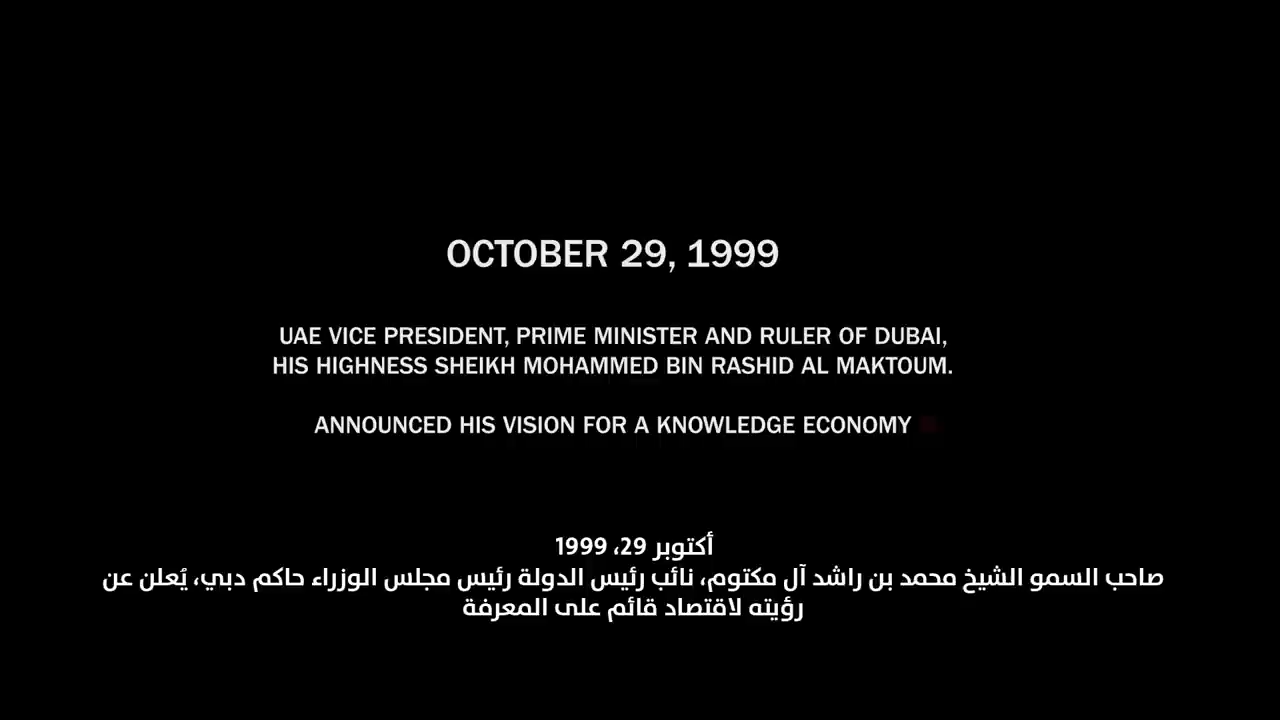 OCTOBER 29, 1999
UAE VICE PRESIDENT, PRIME MINISTER AND RULER OF DUBAI,
HIS HIGHNESS SHEIKH MOHAMMED BIN RASHID AL MAKTOUM.
ANNOUNCED HIS VISION FOR A KNOWLEDGE ECONOMY
أكتوبر 29، 1999
صاحب السمو الشيخ محمد بن راشد آل مكتوم، نائب رئيس الدولة رئيس مجلس الوزراء حاكم دبي، يُعلن عن
رؤيته لاقتصاد قائم على المعرفة